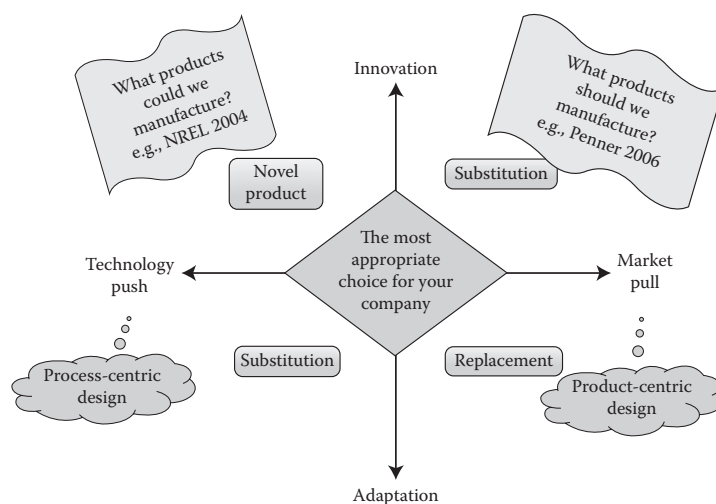 What products
could we
manufacture?
e.g., NREL 2004
Innovation
What products
should we
manufacture?
e.g., Penner 2006
Novel
product
Substitution
Technology
push
The most
appropriate
choice for your
company
Market
pull
Substitution
Replacement
Process-centric
design
Product-centric
design
Adaptation